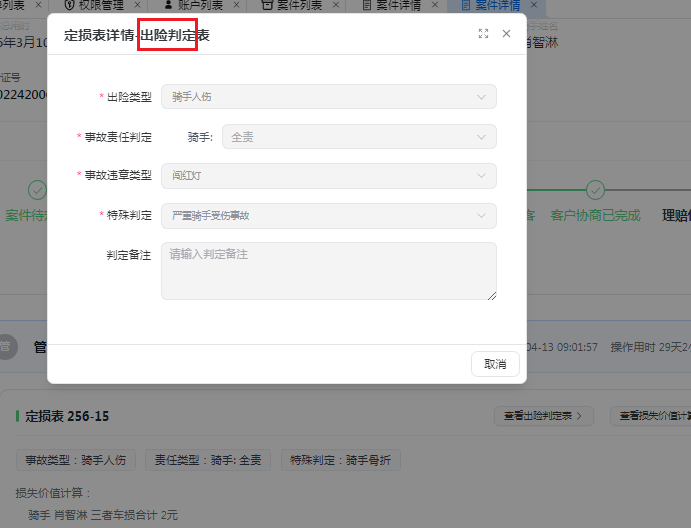 列表 权限管理 账户列表 案件列表 案件详情 案件详情
年3月10
肖智淋
证号
02242006
定损表详情-出险判定表
* 出险类型 骑手人伤
* 事故责任判定 骑手: 全责
* 事故违章类型 闯红灯
* 特殊判定 严重骑手受伤事故
判定备注 请输入判定备注
取消
案件待
客 客户协商已完成 理赔
管 管
04-13 09:01:57 操作用时 29天2
定损表 256-15
查看出险判定表 查看损失价值计算
事故类型：骑手人伤 责任类型：骑手: 全责 特殊判定：骑手骨折
损失价值计算：
骑手 肖智淋 三者车损合计 2元